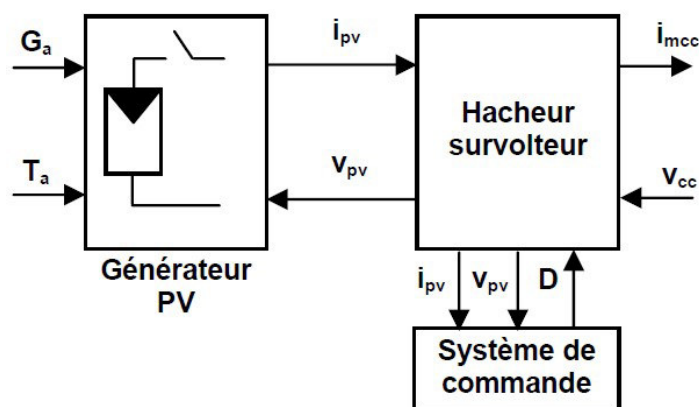 Ga
Ta
Générateur
PV
ipv
vpv
Hacheur
survolteur
imcc
vcc
ipv
vpv
D
Système de
commande